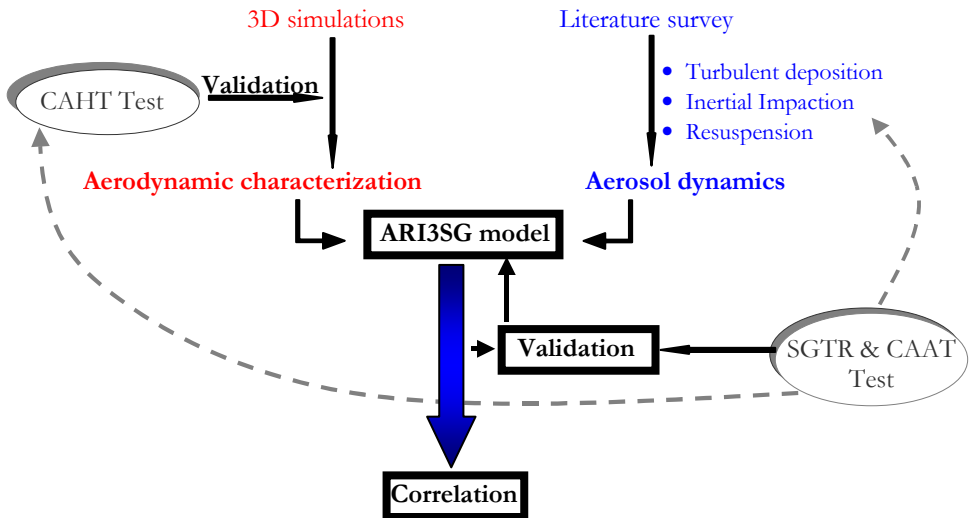 3D simulations
Literature survey
Validation
CAHT Test
• Turbulent deposition
• Inertial Impaction
• Resuspension
Aerodynamic characterization
Aerosol dynamics
ARI3SG model
Validation
SGTR & CAAT
Test
Correlation